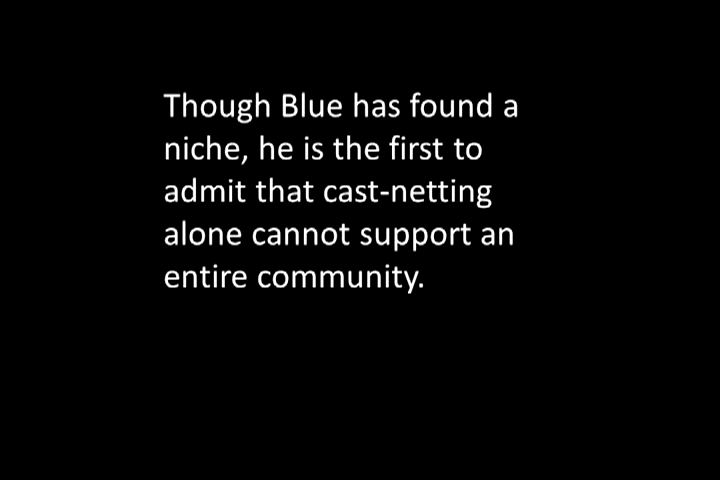 Though Blue has found a
niche, he is the first to
admit that cast-netting
alone cannot support an
entire community.